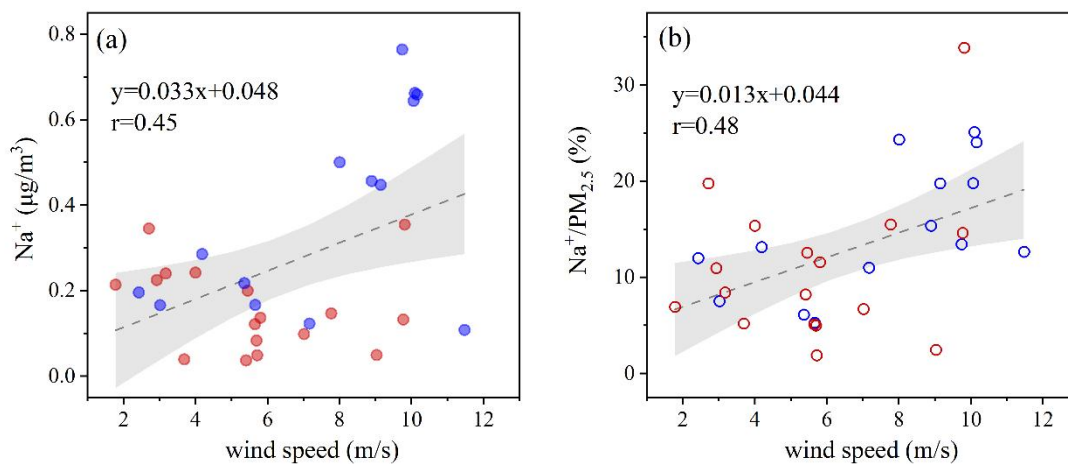 (a)
y=0.033x+0.048
r=0.45
Na⁺ (μg/m³)
0.8
0.6
0.4
0.2
0.0
2 4 6 8 10 12
wind speed (m/s)
(b)
y=0.013x+0.044
r=0.48
Na⁺/PM₂.₅ (%)
30
20
10
0
2 4 6 8 10 12
wind speed (m/s)